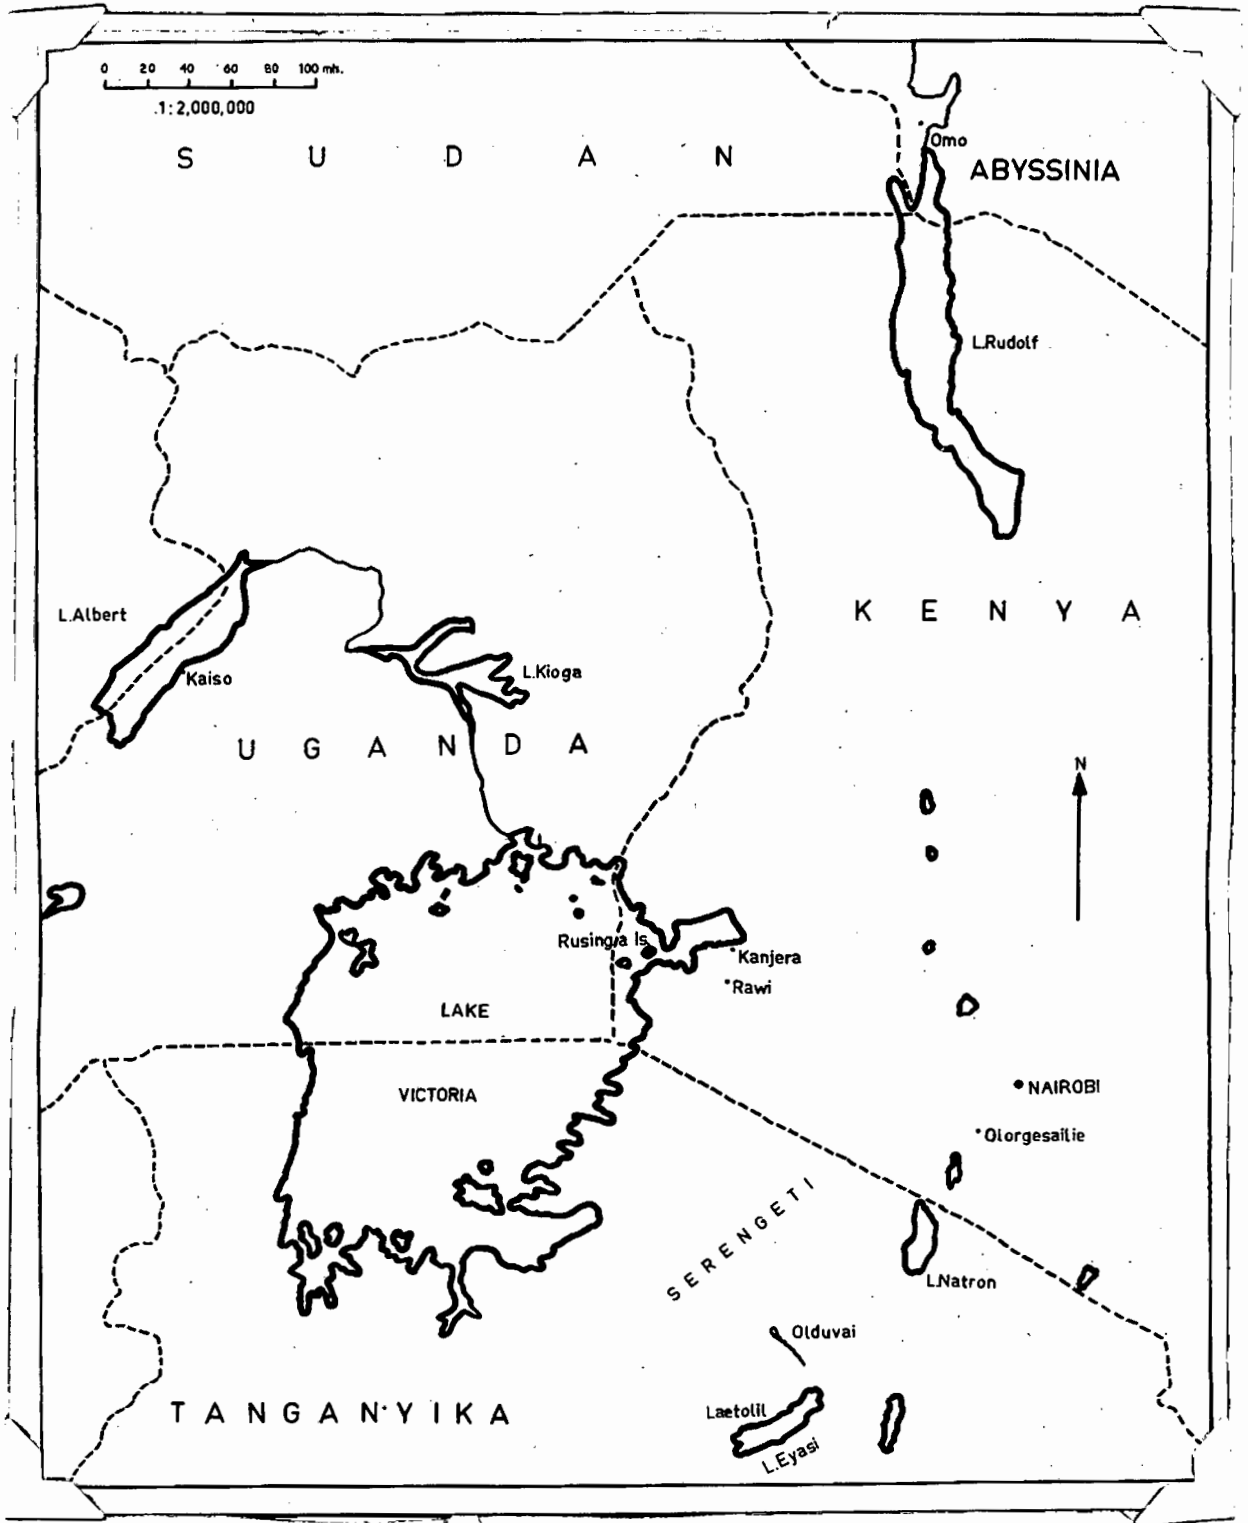 0 20 40 60 80 100 mls.
1:2,000,000
S U D A N
Omo
ABYSSINIA
L.Rudolf
L.Albert
K E N Y A
Kaiso
L.Kioga
U G A N D A
N
Rusinga Is
Kanjera
Rawi
LAKE
NAIROBI
VICTORIA
Olorgesailie
SERENGETI
L.Natron
Olduvai
Laetolil
TANGANYIKA
L.Eyasi